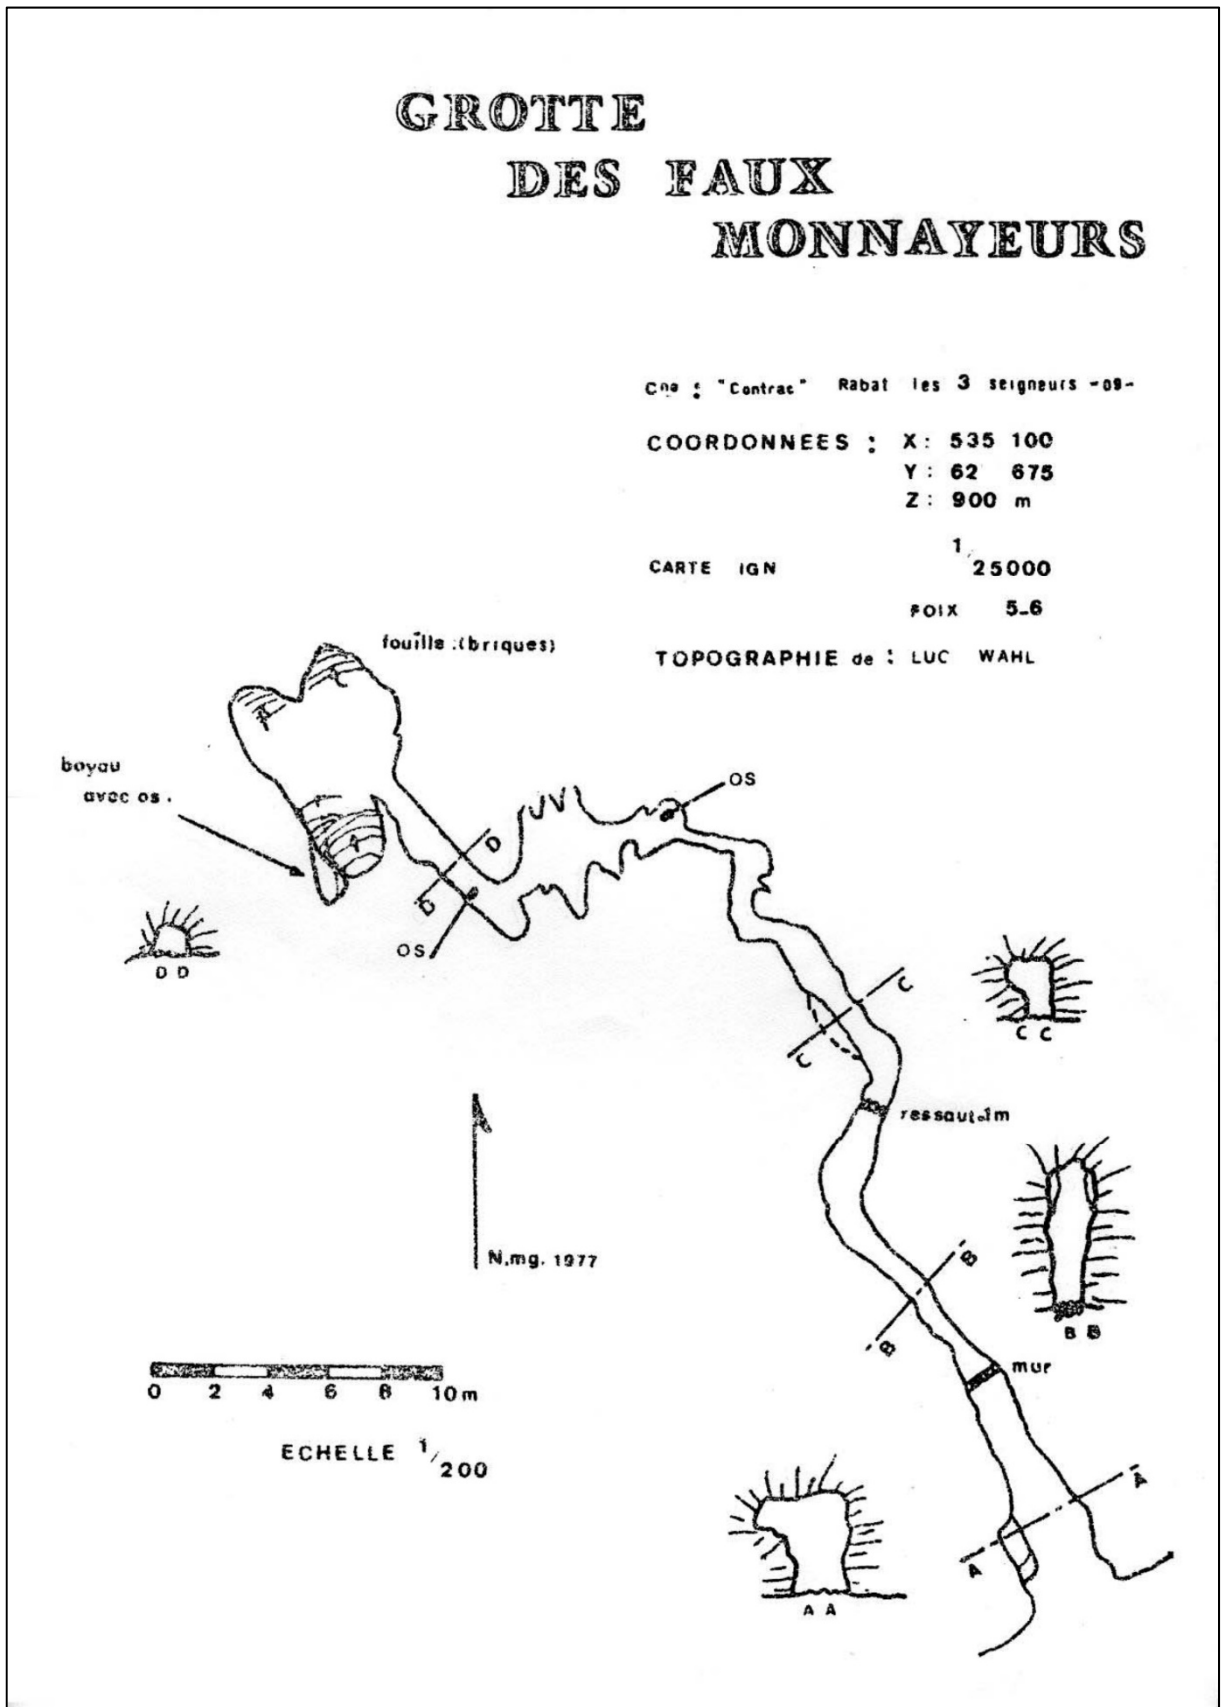 GROTTE
DES FAUX
MONNAYEURS
Cne : "Contrac" Rabat les 3 seigneurs -09-
COORDONNEES : X: 535 100
Y: 62 675
Z: 900 m
CARTE IGN 1/25000
FOIX 5-6
TOPOGRAPHIE de : LUC WAHL
fouille :(briques)
boyau
avec os.
OS
D
D
OS
D D
C
C
C C
ressaut.1m
N.mg. 1977
B
B
B B
mur
0 2 4 6 8 10m
ECHELLE 1/200
A
A
A A